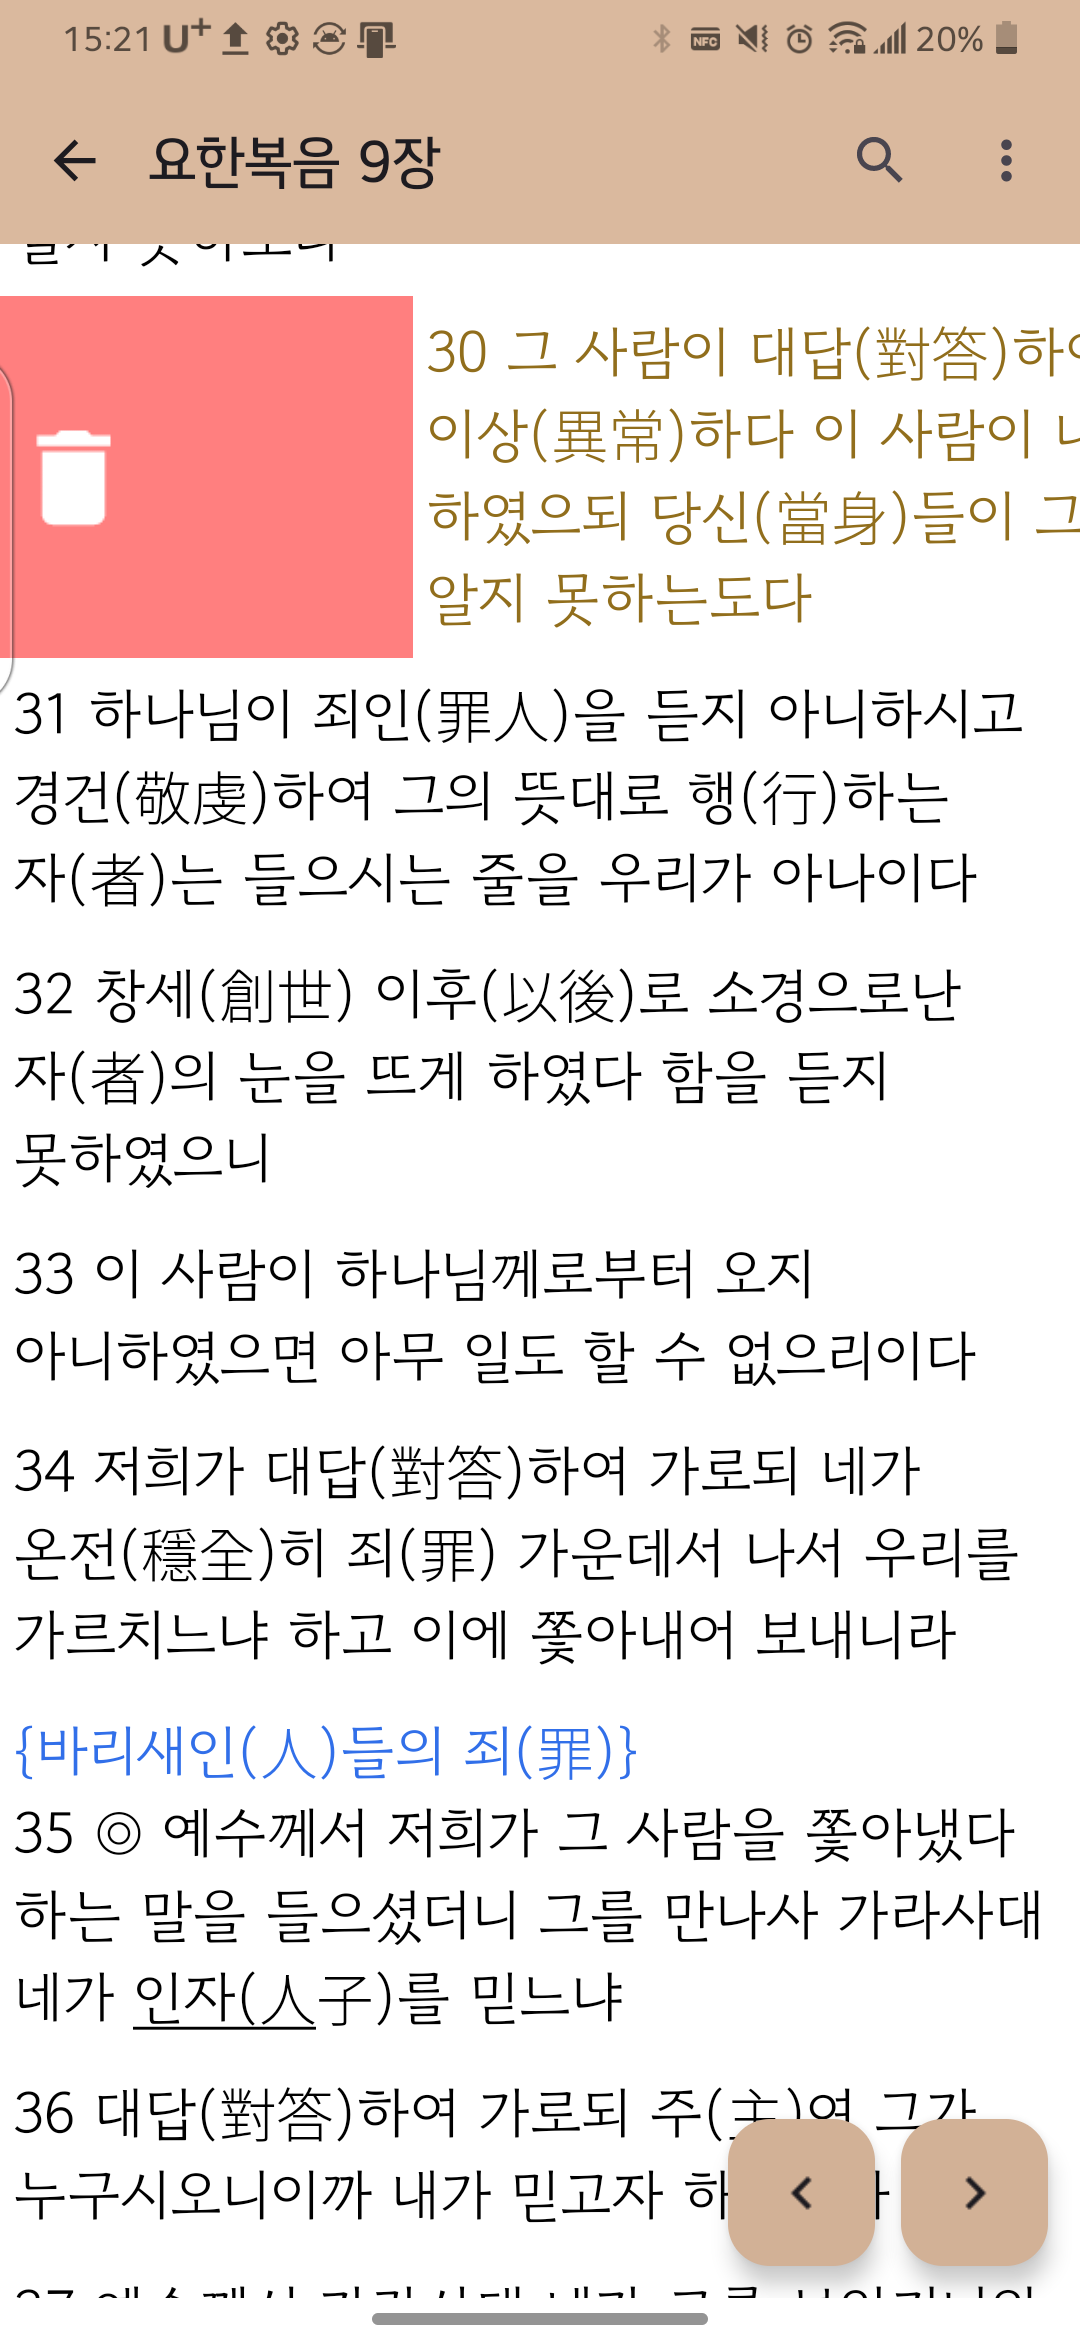 15:21 U+ NFC 20%
요한복음 9장
30 그 사람이 대답(對答)하
이상(異常)하다 이 사람이
하였으되 당신(當身)들이 그
알지 못하는도다
31 하나님이 죄인(罪人)을 듣지 아니하시고
경건(敬虔)하여 그의 뜻대로 행(行)하는
자(者)는 들으시는 줄을 우리가 아나이다
32 창세(創世) 이후(以後)로 소경으로난
자(者)의 눈을 뜨게 하였다 함을 듣지
못하였으니
33 이 사람이 하나님께로부터 오지
아니하였으면 아무 일도 할 수 없으리이다
34 저희가 대답(對答)하여 가로되 네가
온전(穩全)히 죄(罪) 가운데서 나서 우리를
가르치느냐 하고 이에 쫓아내어 보내니라
{바리새인(人)들의 죄(罪)}
35 ◎ 예수께서 저희가 그 사람을 쫓아냈다
하는 말을 들으셨더니 그를 만나사 가라사대
네가 인자(人子)를 믿느냐
36 대답(對答)하여 가로되 주(主)여 그가
누구시오니이까 내가 믿고자 하